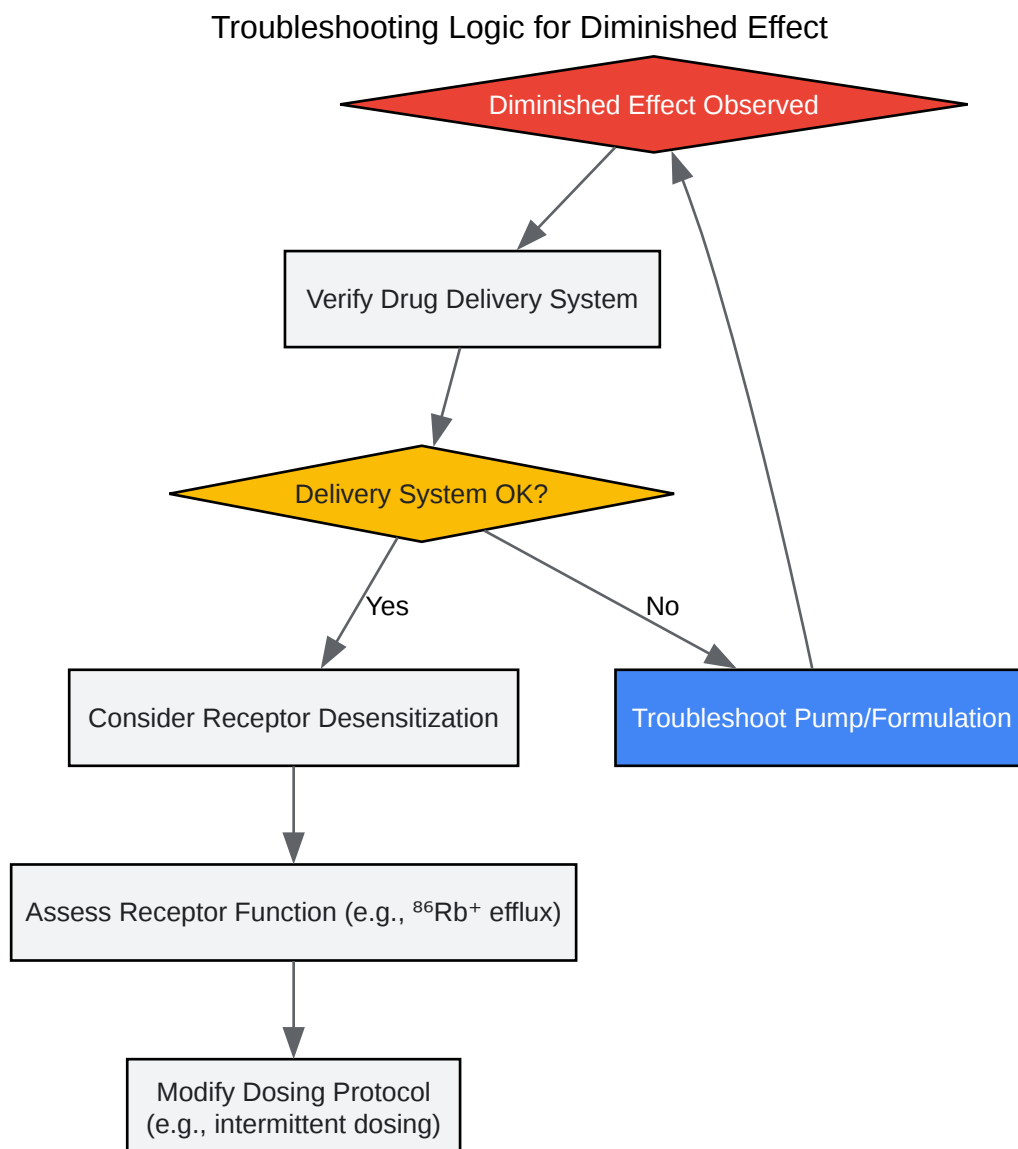 Troubleshooting Logic for Diminished Effect
Diminished Effect Observed
Verify Drug Delivery System
Delivery System OK?
Yes
No
Consider Receptor Desensitization
Troubleshoot Pump/Formulation
Assess Receptor Function (e.g., ⁸⁶Rb⁺ efflux)
Modify Dosing Protocol
(e.g., intermittent dosing)